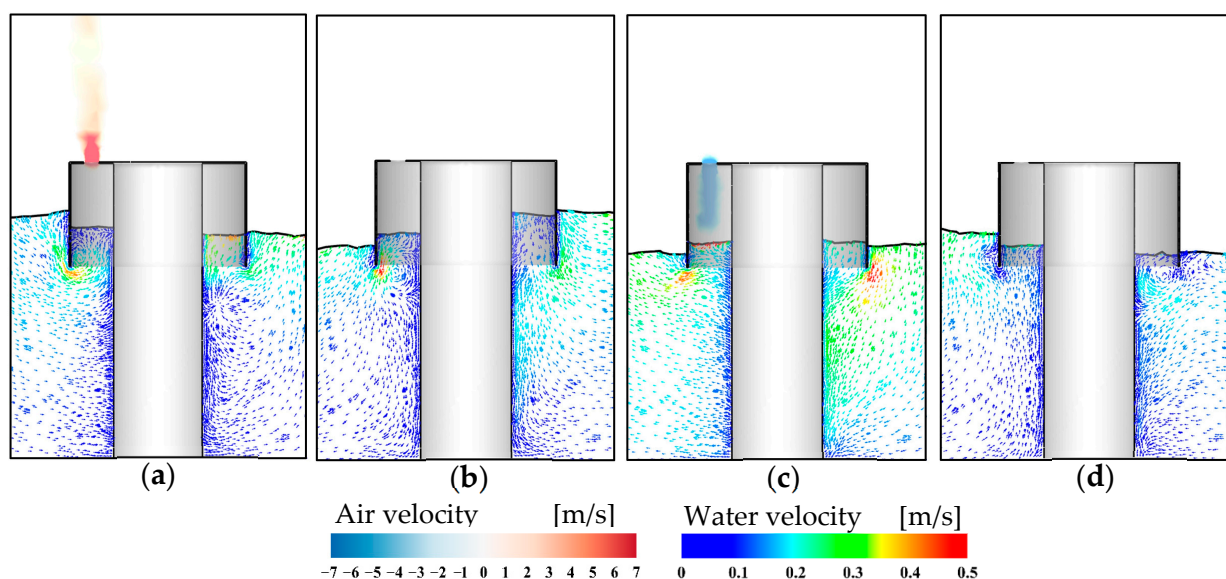 (a) (b) (c) (d)
Air velocity [m/s] Water velocity [m/s]
−7 −6 −5 −4 −3 −2 −1 0 1 2 3 4 5 6 7 0 0.1 0.2 0.3 0.4 0.5